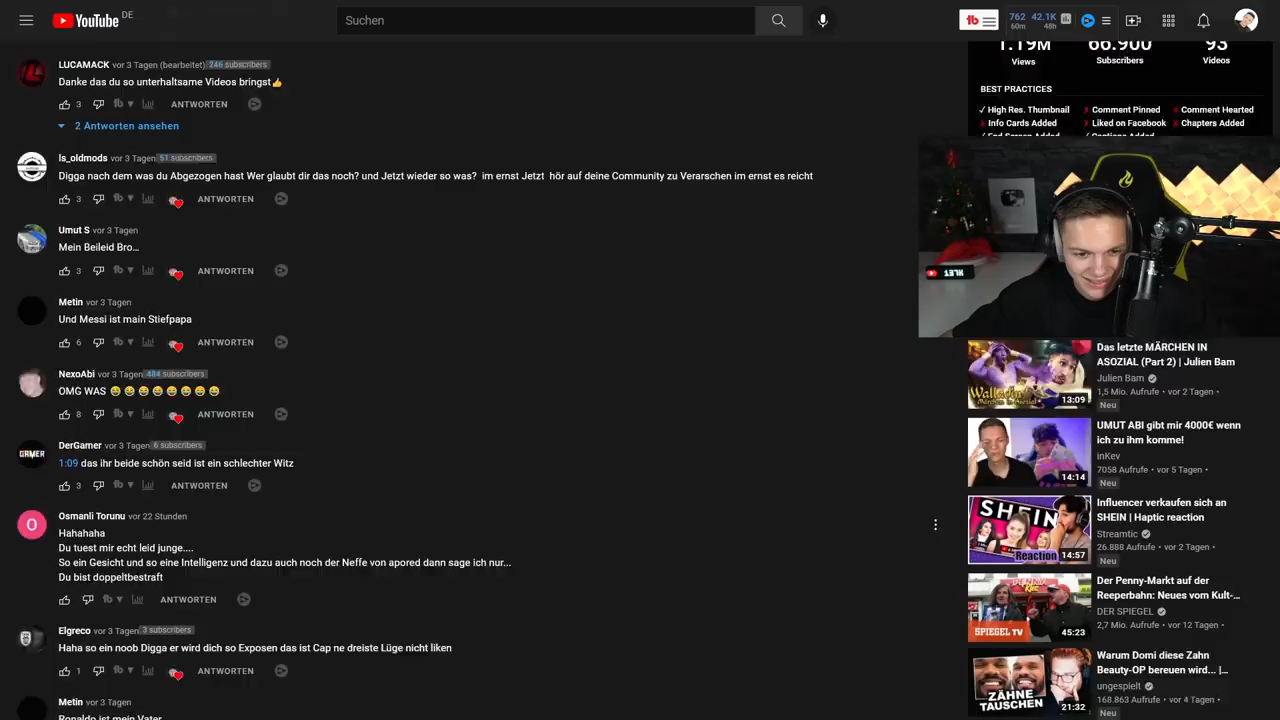 YouTube DE
Suchen
762 42.1K
60m 48h
LUCAMACK vor 3 Tagen (bearbeitet) 246 subscribers
Danke das du so unterhaltsame Videos bringst👍
3 ANTWORTEN
2 Antworten ansehen
ls_oldmods vor 3 Tagen 51 subscribers
Digga nach dem was du Abgezogen hast Wer glaubt dir das noch? und Jetzt wieder so was? im ernst Jetzt hör auf deine Community zu Verarschen im ernst es reicht
3 ANTWORTEN
Umut S vor 3 Tagen
Mein Beileid Bro...
3 ANTWORTEN
Metin vor 3 Tagen
Und Messi ist main Stiefpapa
6 ANTWORTEN
NexoAbi vor 3 Tagen 484 subscribers
OMG WAS 😂😂😂😂😂😂😂😂
8 ANTWORTEN
GAMER
DerGamer vor 3 Tagen 6 subscribers
1:09 das ihr beide schön seid ist ein schlechter Witz
3 ANTWORTEN
O
Osmanli Torunu vor 22 Stunden
Hahahaha
Du tuest mir echt leid junge....
So ein Gesicht und so eine Intelligenz und dazu auch noch der Neffe von apored dann sage ich nur...
Du bist doppeltbestraft
ANTWORTEN
Elgreco vor 3 Tagen 3 subscribers
Haha so ein noob Digga er wird dich so Exposen das ist Cap ne dreiste Lüge nicht liken
1 ANTWORTEN
Metin vor 3 Tagen
Ronaldo ist mein Vater
1.19M 66.900 93
Views Subscribers Videos
BEST PRACTICES
✓ High Res. Thumbnail x Comment Pinned x Comment Hearted
x Info Cards Added x Liked on Facebook x Chapters Added
✓ End Screen Added x Captions Added
137K
Das letzte MÄRCHEN IN
ASOZIAL (Part 2) | Julien Bam
Julien Bam
1,5 Mio. Aufrufe • vor 2 Tagen •
Neu
13:09
UMUT ABI gibt mir 4000€ wenn
ich zu ihm komme!
inKev
7058 Aufrufe • vor 5 Tagen •
Neu
14:14
Influencer verkaufen sich an
SHEIN | Haptic reaction
Streamtic
26.888 Aufrufe • vor 2 Tagen •
Neu
SHEIN
Reaction
14:57
Der Penny-Markt auf der
Reeperbahn: Neues vom Kult-...
DER SPIEGEL
2,7 Mio. Aufrufe • vor 12 Tagen •
SPIEGEL TV
45:23
Warum Domi diese Zahn
Beauty-OP bereuen wird... |...
ungespielt
168.863 Aufrufe • vor 4 Tagen •
Neu
ZÄHNE
TAUSCHEN
21:32